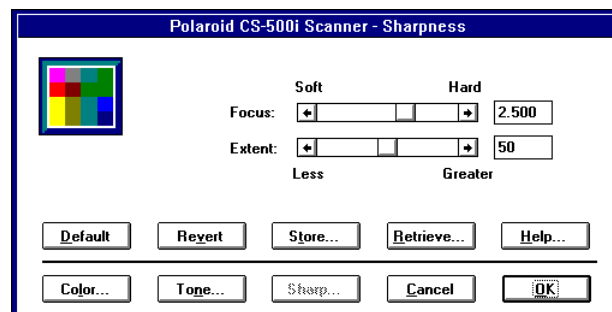 Polaroid CS-500i Scanner - Sharpness
Soft Hard
Focus: 2.500
Extent: 50
Less Greater
Default Revert Store... Retrieve... Help...
Color... Tone... Sharp... Cancel OK